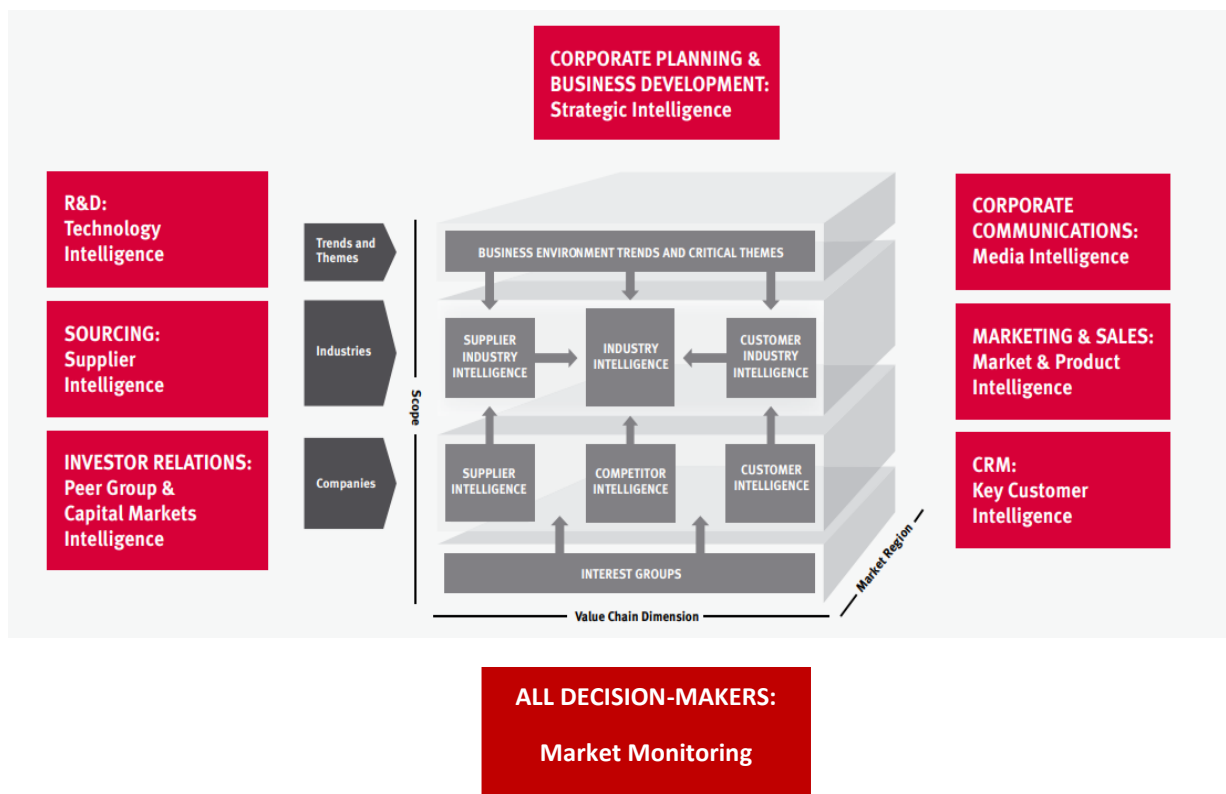 CORPORATE PLANNING &
BUSINESS DEVELOPMENT:
Strategic Intelligence
R&D:
Technology
Intelligence
SOURCING:
Supplier
Intelligence
INVESTOR RELATIONS:
Peer Group &
Capital Markets
Intelligence
Trends and
Themes
Industries
Companies
Scope
BUSINESS ENVIRONMENT TRENDS AND CRITICAL THEMES
SUPPLIER
INDUSTRY
INTELLIGENCE
INDUSTRY
INTELLIGENCE
CUSTOMER
INDUSTRY
INTELLIGENCE
SUPPLIER
INTELLIGENCE
COMPETITOR
INTELLIGENCE
CUSTOMER
INTELLIGENCE
INTEREST GROUPS
Value Chain Dimension
Market Region
CORPORATE
COMMUNICATIONS:
Media Intelligence
MARKETING & SALES:
Market & Product
Intelligence
CRM:
Key Customer
Intelligence
ALL DECISION-MAKERS:
Market Monitoring